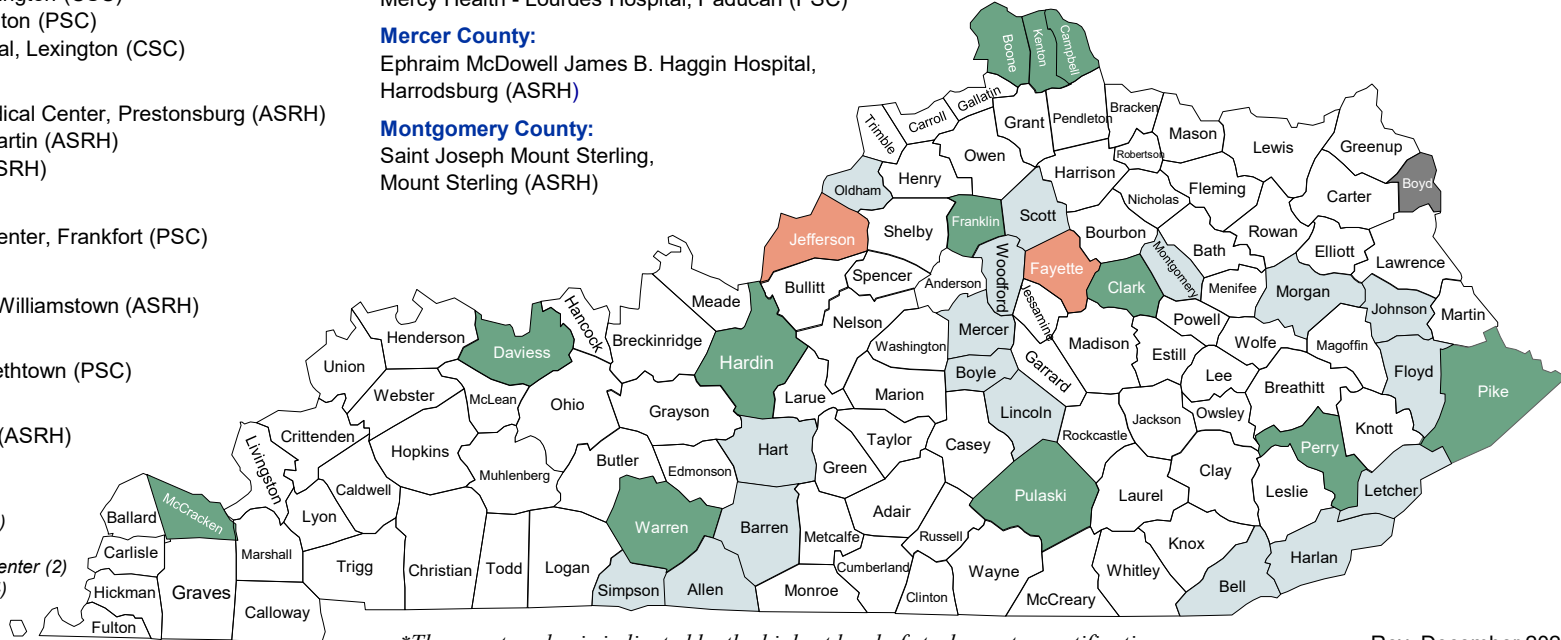 ton (PSC)
al, Lexington (CSC)
dical Center, Prestonsburg (ASRH)
artin (ASRH)
SRH)
enter, Frankfort (PSC)
Williamstown (ASRH)
ethtown (PSC)
(ASRH)
enter (2)
Mercy Health - Lourdes Hospital, Paducah (PSC)
Mercer County:
Ephraim McDowell James B. Haggin Hospital,
Harrodsburg (ASRH)
Montgomery County:
Saint Joseph Mount Sterling,
Mount Sterling (ASRH)
Boone
Kenton
Campbell
Gallatin
Carroll
Trimble
Grant
Pendleton
Bracken
Mason
Robertson
Lewis
Greenup
Boyd
Owen
Henry
Oldham
Harrison
Nicholas
Fleming
Carter
Jefferson
Shelby
Franklin
Scott
Bourbon
Bath
Rowan
Elliott
Lawrence
Spencer
Bullitt
Anderson
Woodford
Fayette
Clark
Montgomery
Menifee
Morgan
Johnson
Martin
Meade
Hancock
Breckinridge
Nelson
Washington
Mercer
Jessamine
Madison
Powell
Estill
Wolfe
Magoffin
Floyd
Pike
Henderson
Daviess
Union
Webster
McLean
Ohio
Hardin
Grayson
Larue
Marion
Boyle
Garrard
Lincoln
Lee
Breathitt
Owsley
Jackson
Rockcastle
Knott
Perry
Crittenden
Livingston
Hopkins
Muhlenberg
Butler
Edmonson
Hart
Green
Taylor
Casey
Pulaski
Laurel
Clay
Leslie
Letcher
Caldwell
Lyon
McCracken
Ballard
Carlisle
Hickman
Fulton
Graves
Marshall
Calloway
Trigg
Christian
Todd
Logan
Warren
Simpson
Allen
Barren
Metcalfe
Monroe
Adair
Cumberland
Russell
Clinton
Wayne
McCreary
Whitley
Knox
Bell
Harlan